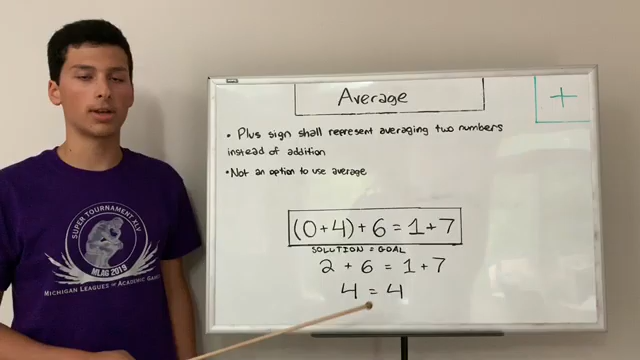 Average
+
• Plus sign shall represent averaging two numbers
instead of addition
• Not an option to use average
(0+4)+6=1+7
SOLUTION = GOAL
2+6=1+7
4=4
SUPER TOURNAMENT XLV
MLAG 2019
MICHIGAN LEAGUES OF ACADEMIC GAMES